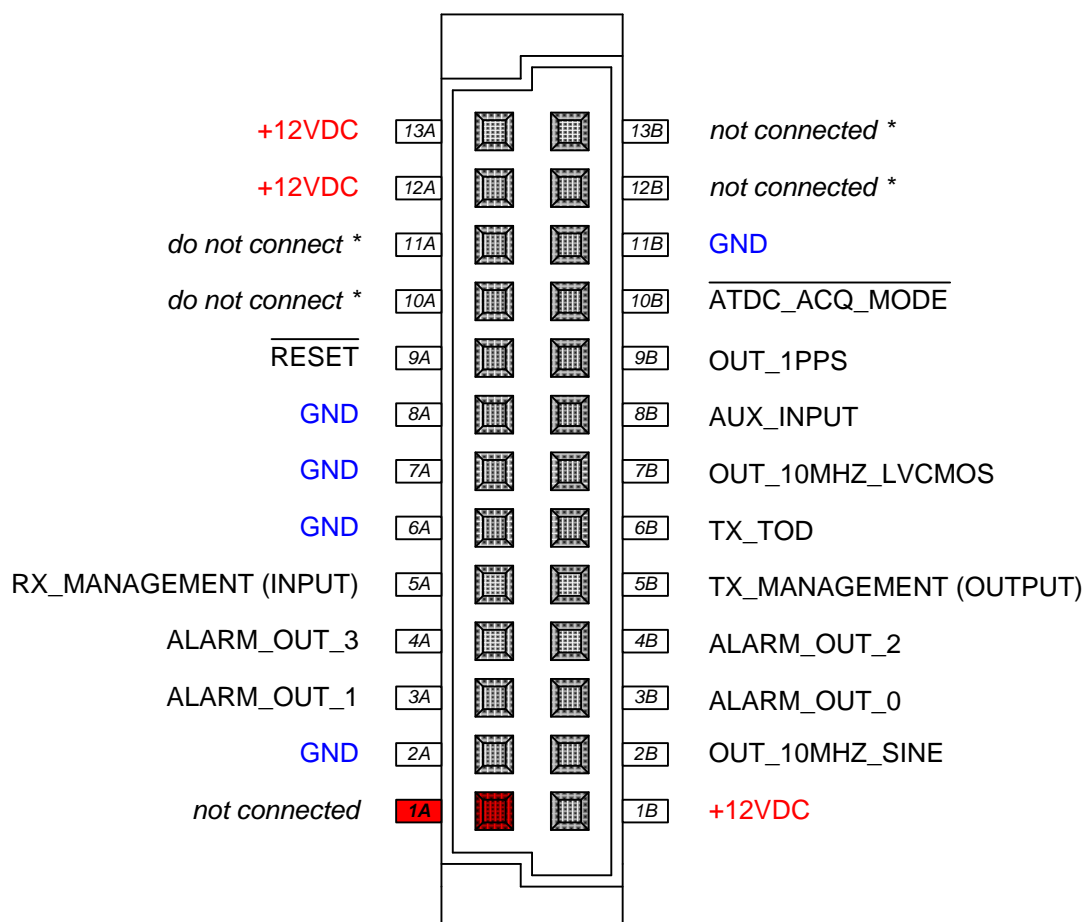 +12VDC 13A 13B not connected *
+12VDC 12A 12B not connected *
do not connect * 11A 11B GND
do not connect * 10A 10B ATDC_ACQ_MODE
RESET 9A 9B OUT_1PPS
GND 8A 8B AUX_INPUT
GND 7A 7B OUT_10MHZ_LVCMOS
GND 6A 6B TX_TOD
RX_MANAGEMENT (INPUT) 5A 5B TX_MANAGEMENT (OUTPUT)
ALARM_OUT_3 4A 4B ALARM_OUT_2
ALARM_OUT_1 3A 3B ALARM_OUT_0
GND 2A 2B OUT_10MHZ_SINE
not connected 1A 1B +12VDC